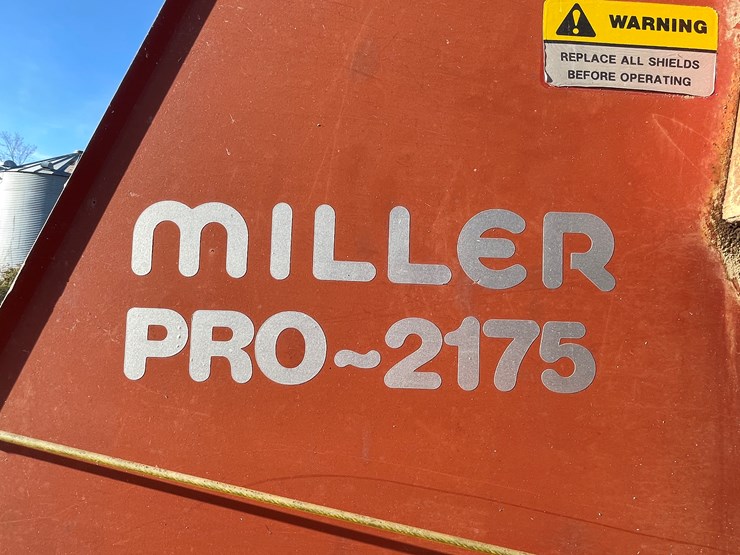 WARNING
REPLACE ALL SHIELDS
BEFORE OPERATING
MILLER
PRO~2175